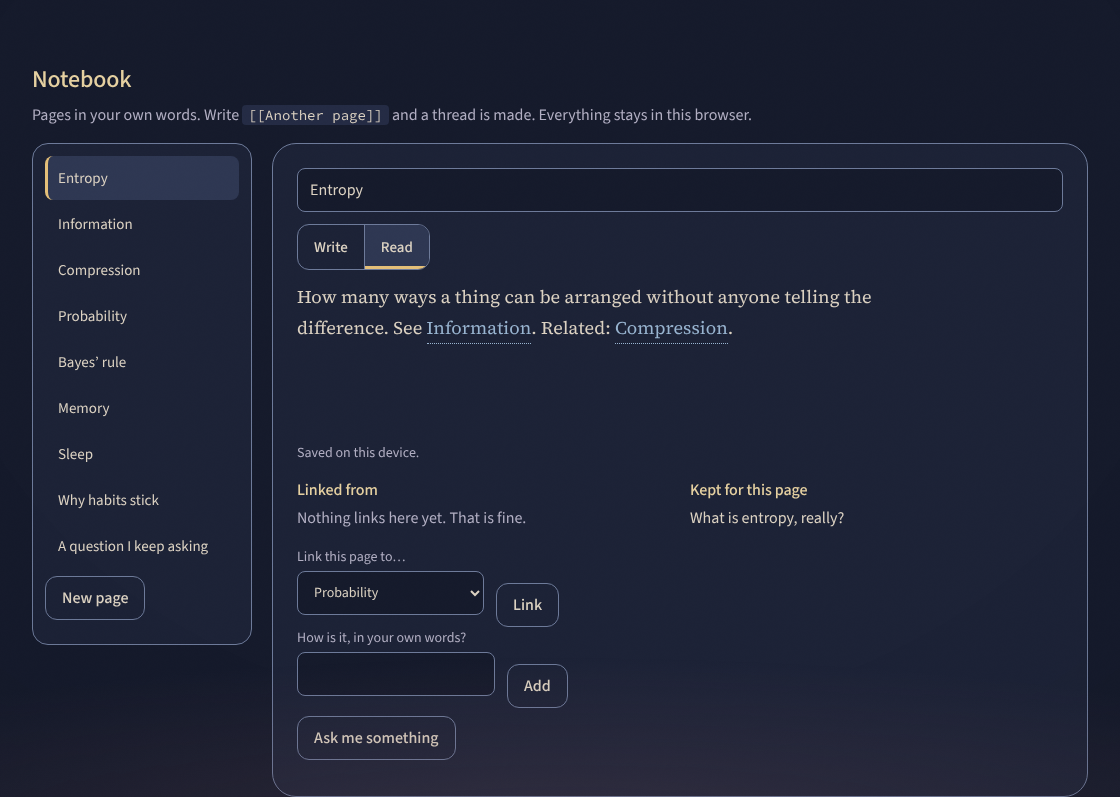 Notebook
Pages in your own words. Write [[Another page]] and a thread is made. Everything stays in this browser.
Entropy
Information
Compression
Probability
Bayes’ rule
Memory
Sleep
Why habits stick
A question I keep asking
New page
Entropy
Write Read
How many ways a thing can be arranged without anyone telling the
difference. See Information. Related: Compression.
Saved on this device.
Linked from
Nothing links here yet. That is fine.
Kept for this page
What is entropy, really?
Link this page to…
Probability Link
How is it, in your own words?
Add
Ask me something